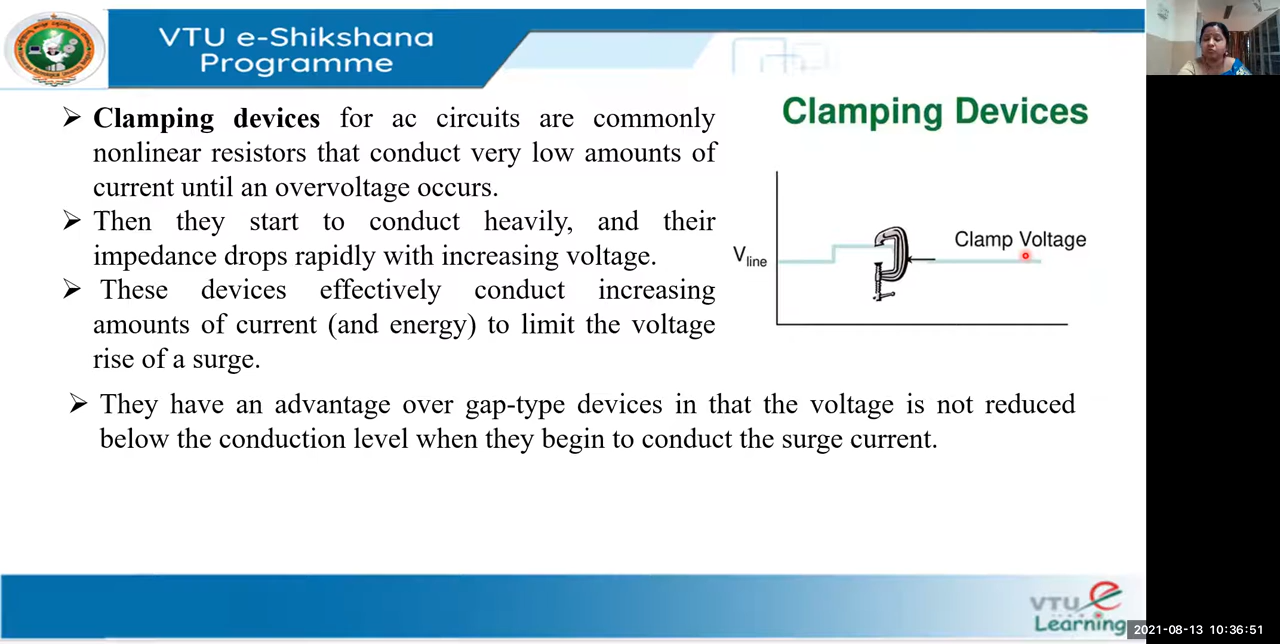 VTU e-Shikshana
Programme
Clamping Devices
➢ Clamping devices for ac circuits are commonly
nonlinear resistors that conduct very low amounts of
current until an overvoltage occurs.
➢ Then they start to conduct heavily, and their
impedance drops rapidly with increasing voltage.
➢ These devices effectively conduct increasing
amounts of current (and energy) to limit the voltage
rise of a surge.
Clamp Voltage
Vline
➢ They have an advantage over gap-type devices in that the voltage is not reduced
below the conduction level when they begin to conduct the surge current.
VTU e
Learning
2021-08-13 10:36:51